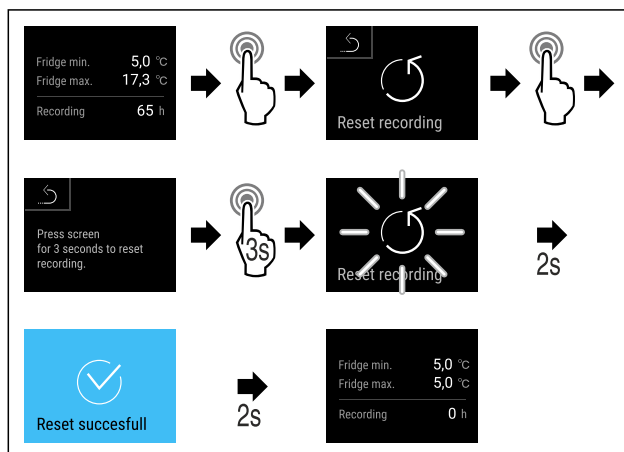 Fridge min. 5,0 °C
Fridge max. 17,3 °C
Recording 65 h
Reset recording
Press screen
for 3 seconds to reset
recording.
3s
Reset recording
2s
Reset succesfull
2s
Fridge min. 5,0 °C
Fridge max. 5,0 °C
Recording 0 h